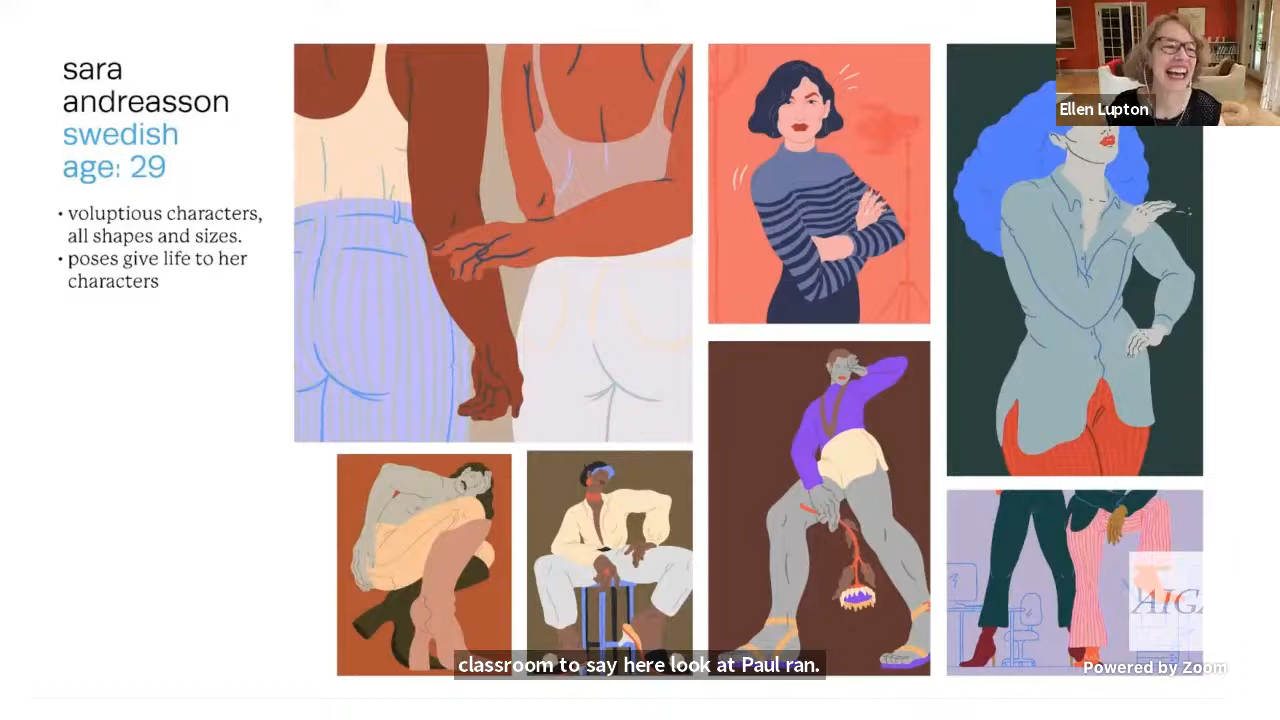 sara
andreasson
swedish
age: 29
• voluptious characters,
all shapes and sizes.
• poses give life to her
characters
Ellen Lupton
AIGA
classroom to say here look at Paul ran.
Powered by Zoom